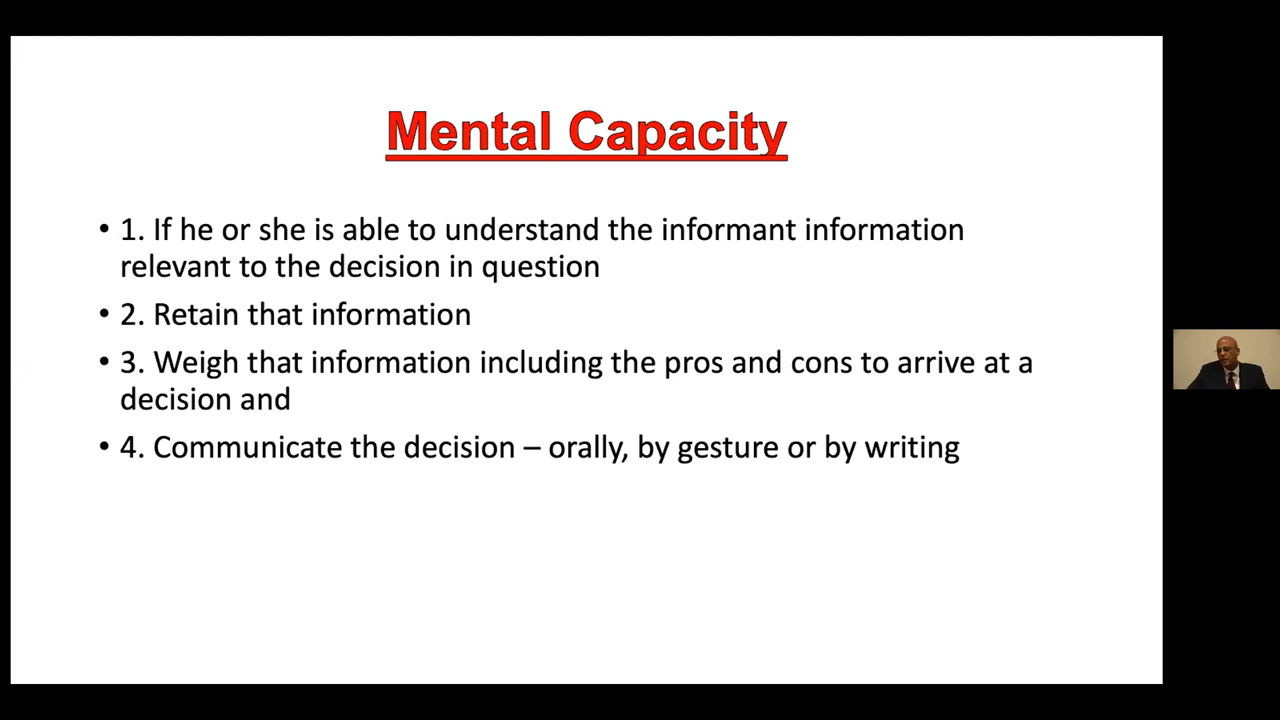 Mental Capacity
• 1. If he or she is able to understand the informant information
relevant to the decision in question
• 2. Retain that information
• 3. Weigh that information including the pros and cons to arrive at a
decision and
• 4. Communicate the decision – orally, by gesture or by writing